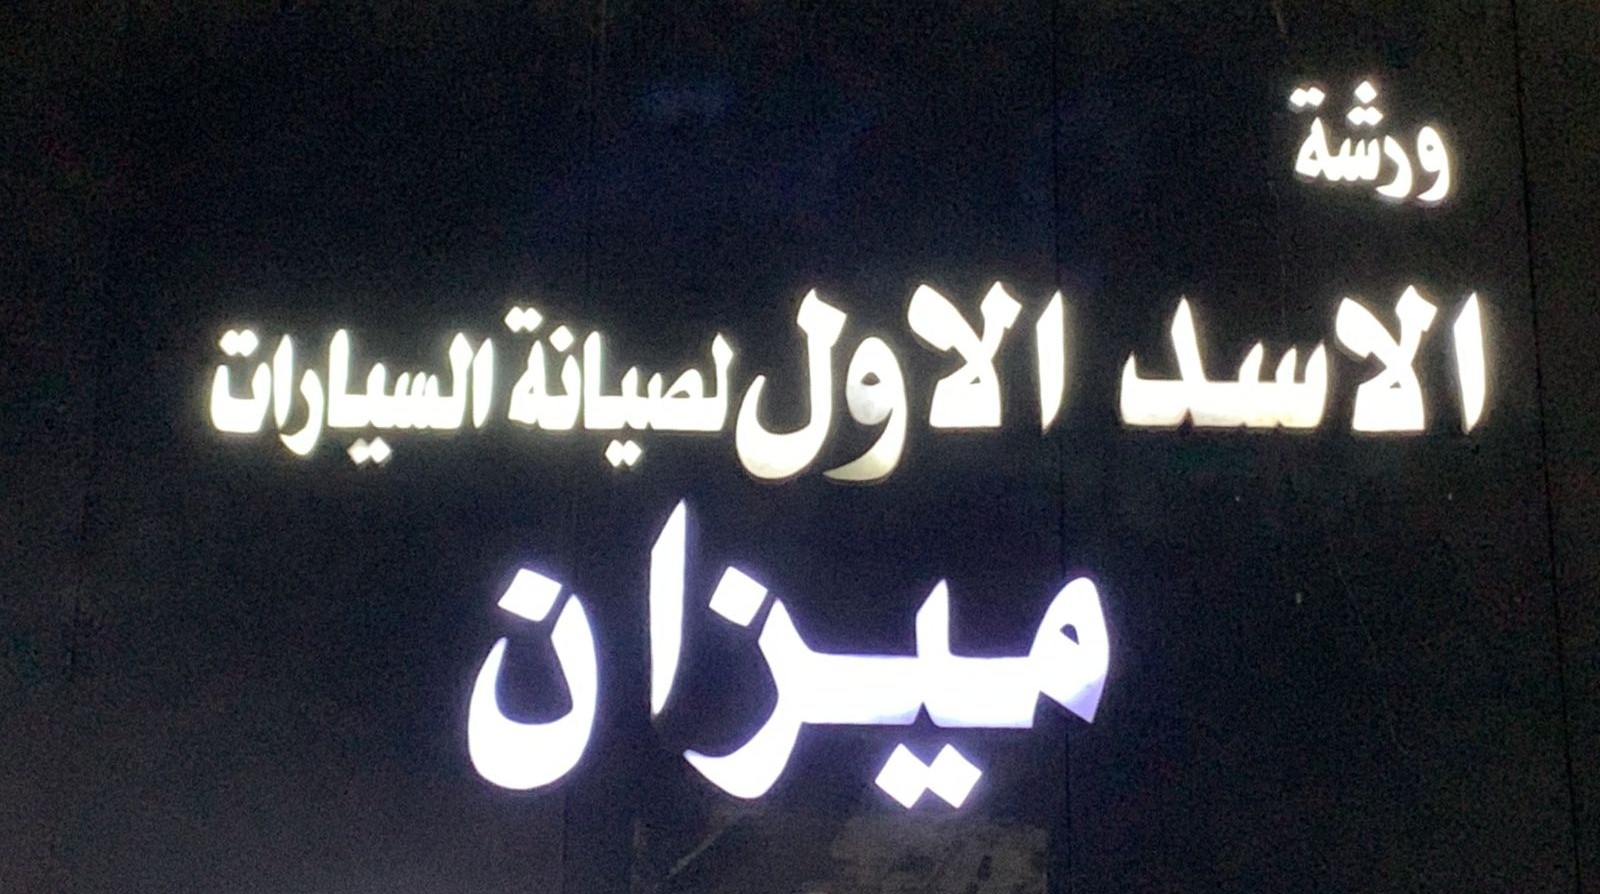 ورشة
الاسد الاول لصيانة السيارات
ميزان